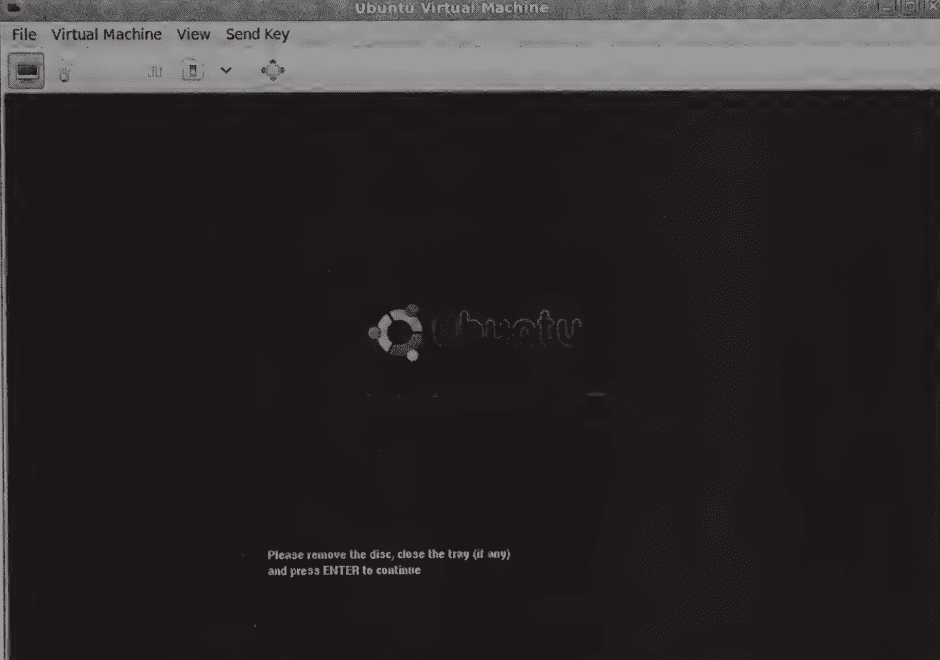 Ubuntu Virtual Machine
File Virtual Machine View Send Key
ubuntu
Please remove the disc, close the tray (if any)
and press ENTER to continue